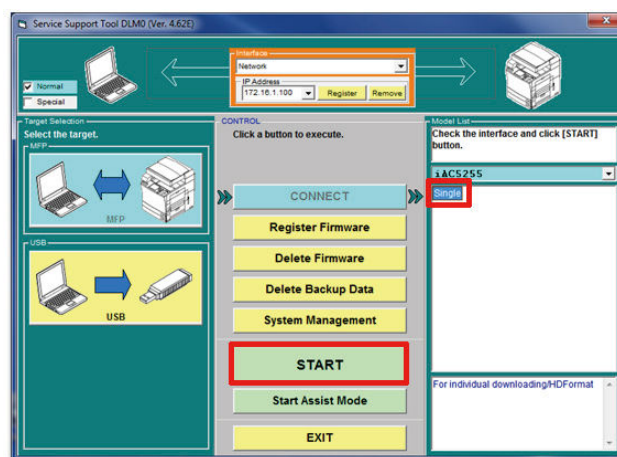 Service Support Tool DLM0 (Ver. 4.62E)
Normal
Special
Interface
Network
IP Address
172.16.1.100
Register
Remove
Target Selection
Select the target.
MFP
MFP
USB
USB
CONTROL
Click a button to execute.
CONNECT
Register Firmware
Delete Firmware
Delete Backup Data
System Management
START
Start Assist Mode
EXIT
Model List
Check the interface and click [START]
button.
iAC5255
Single
For individual downloading/HDFormat